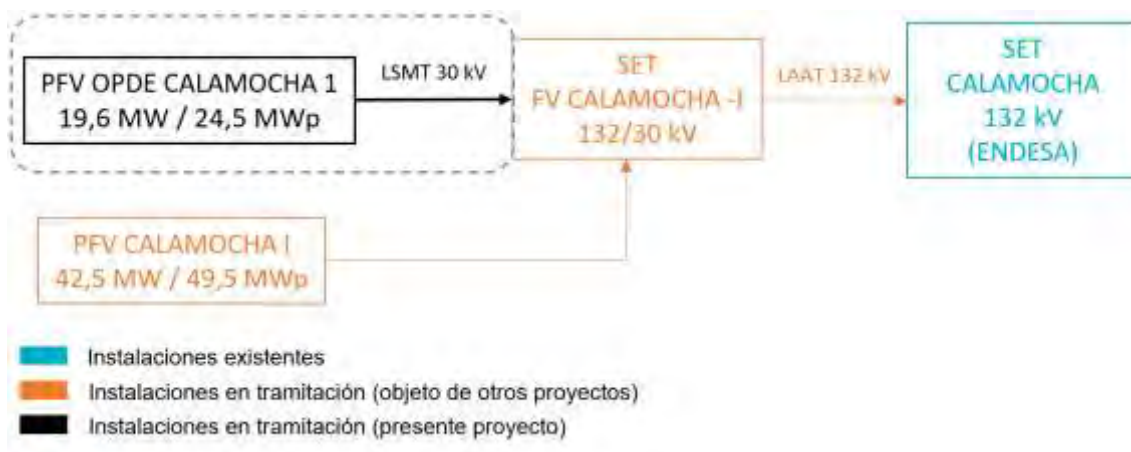 PFV OPDE CALAMOCHA 1
19,6 MW / 24,5 MWp
LSMT 30 kV
SET
FV CALAMOCHA -I
132/30 kV
LAAT 132 kV
SET
CALAMOCHA
132 kV
(ENDESA)
PFV CALAMOCHA I
42,5 MW / 49,5 MWp
Instalaciones existentes
Instalaciones en tramitación (objeto de otros proyectos)
Instalaciones en tramitación (presente proyecto)